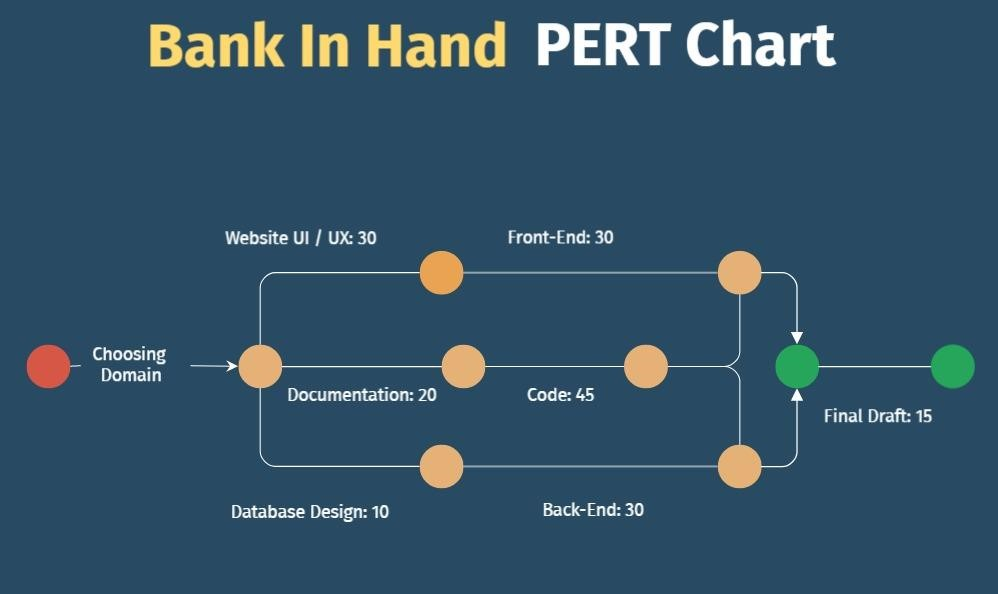 Bank In Hand PERT Chart
Website UI / UX: 30
Front-End: 30
Choosing
Domain
Documentation: 20
Code: 45
Final Draft: 15
Database Design: 10
Back-End: 30